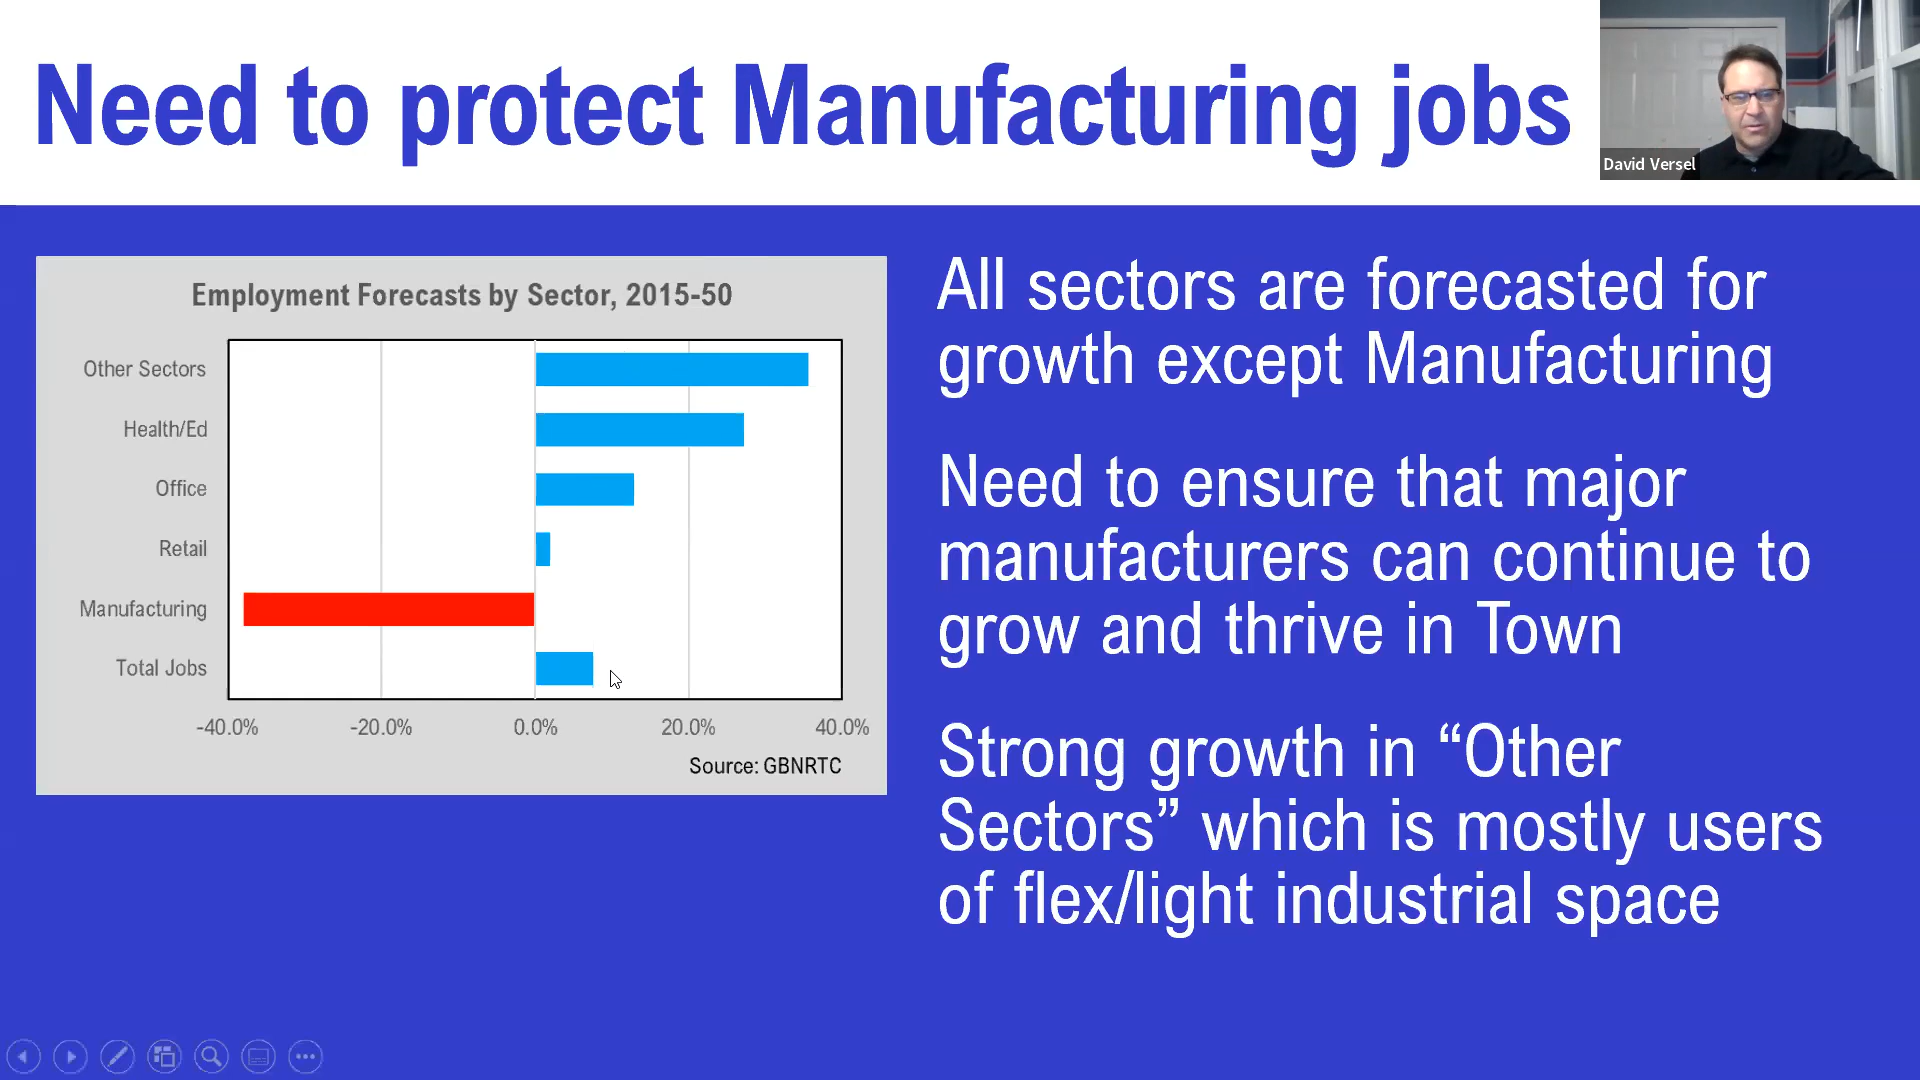 Need to protect Manufacturing jobs
David Versel
Employment Forecasts by Sector, 2015-50
Other Sectors
Health/Ed
Office
Retail
Manufacturing
Total Jobs
-40.0% -20.0% 0.0% 20.0% 40.0%
Source: GBNRTC
All sectors are forecasted for
growth except Manufacturing
Need to ensure that major
manufacturers can continue to
grow and thrive in Town
Strong growth in “Other
Sectors” which is mostly users
of flex/light industrial space